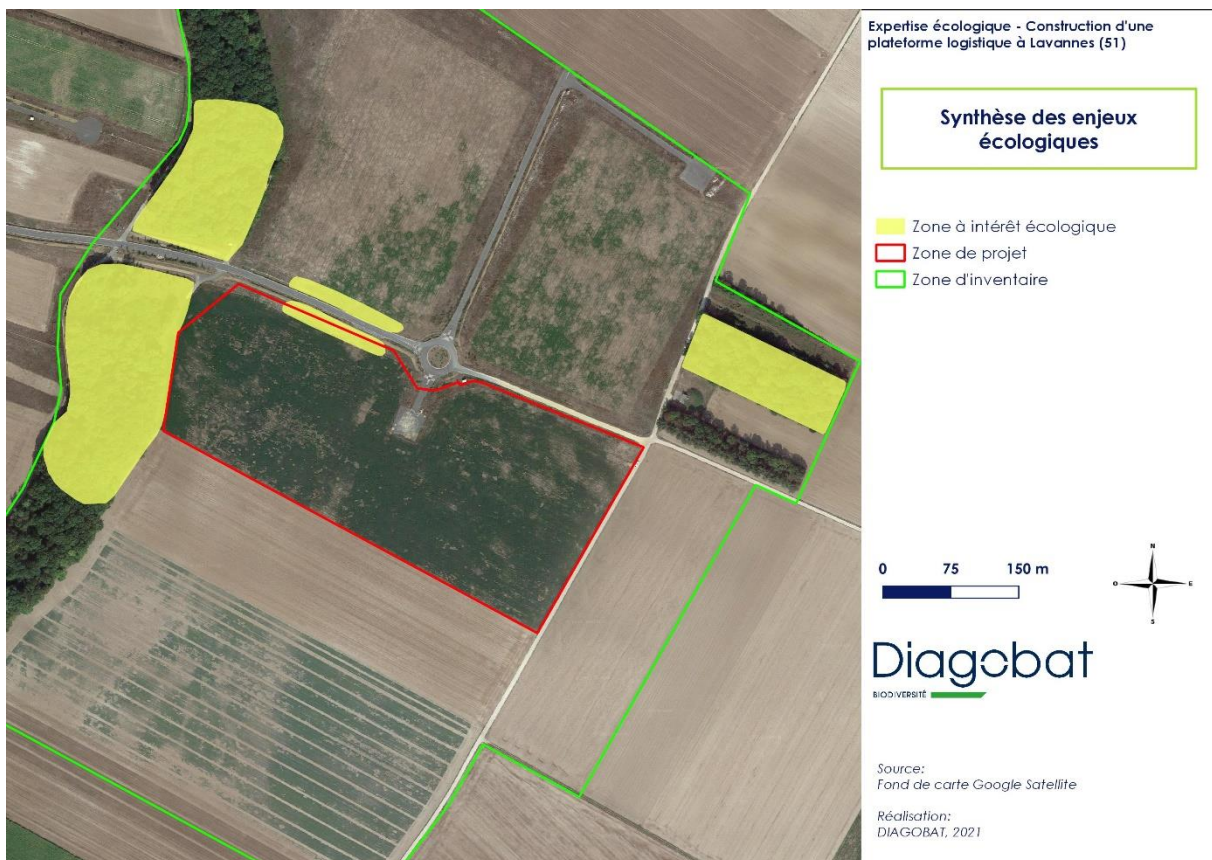 Expertise écologique - Construction d'une
plateforme logistique à Lavannes (51)
Synthèse des enjeux
écologiques
Zone à intérêt écologique
Zone de projet
Zone d'inventaire
0 75 150 m
N
O E
S
Diagobat
BIODIVERSITÉ
Source:
Fond de carte Google Satellite
Réalisation:
DIAGOBAT, 2021